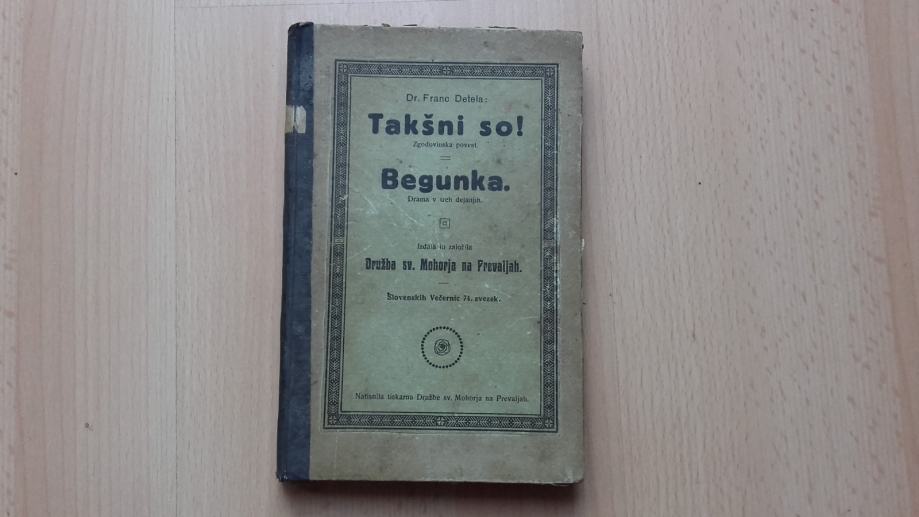 Dr. Franc Detela:
Takšni so!
Zgodovinska povest.
Begunka.
Drama v treh dejanjih.
Izdala in založila
Družba sv. Mohorja na Prevaljah.
Slovenskih Večernic 74. zvezek.
Natisnila tiskarna Družbe sv. Mohorja na Prevaljah.